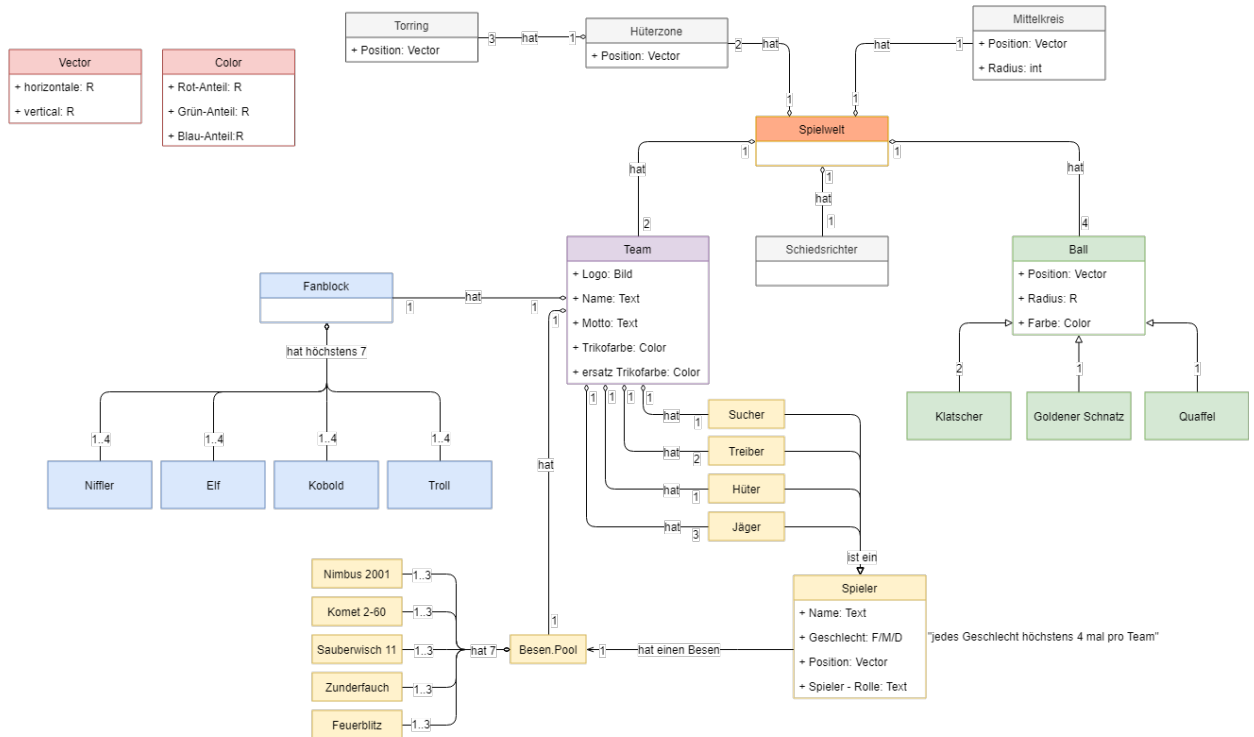 Torring
+ Position: Vector
3
hat
1
Hüterzone
+ Position: Vector
2
hat
1
Mittelkreis
+ Position: Vector
+ Radius: int
1
hat
1
Vector
+ horizontale: R
+ vertical: R
Color
+ Rot-Anteil: R
+ Grün-Anteil: R
+ Blau-Anteil:R
Spielwelt
1
hat
2
1
hat
1
1
hat
4
Team
+ Logo: Bild
+ Name: Text
+ Motto: Text
+ Trikofarbe: Color
+ ersatz Trikofarbe: Color
Schiedsrichter
Ball
+ Position: Vector
+ Radius: R
+ Farbe: Color
2
1
1
Klatscher
Goldener Schnatz
Quaffel
Fanblock
1
hat
1
hat höchstens 7
1..4
1..4
1..4
1..4
Niffler
Elf
Kobold
Troll
1
hat
1
1
1
1
1
hat
1
Sucher
hat
2
Treiber
hat
1
Hüter
hat
3
Jäger
ist ein
Spieler
+ Name: Text
+ Geschlecht: F/M/D
+ Position: Vector
+ Spieler - Rolle: Text
"jedes Geschlecht höchstens 4 mal pro Team"
hat einen Besen
1
Besen.Pool
hat 7
Nimbus 2001
1..3
Komet 2-60
1..3
Sauberwisch 11
1..3
Zunderfauch
1..3
Feuerblitz
1..3